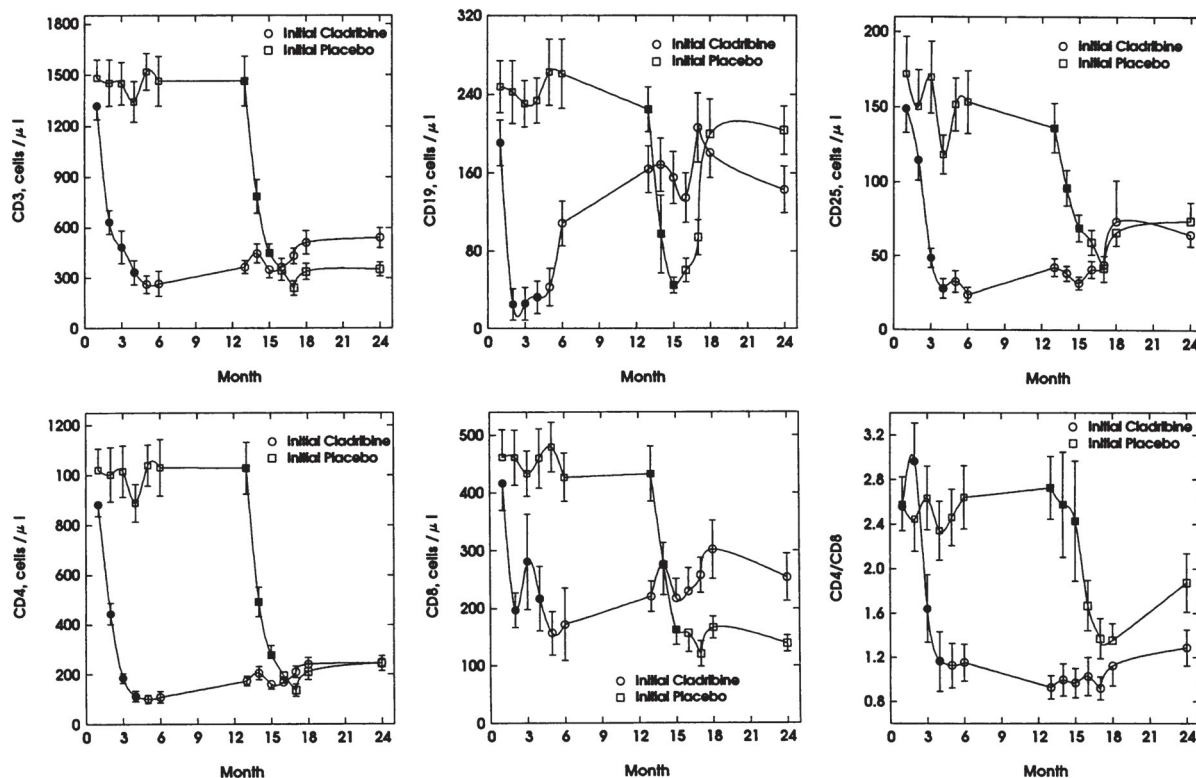 CD3, cells / μ l
1800
1500
1200
900
600
300
0
Initial Cladribine
Initial Placebo
0 3 6 9 12 15 18 21 24
Month
CD19, cells / μ l
320
240
160
80
0
Initial Cladribine
Initial Placebo
0 3 6 9 12 15 18 21 24
Month
CD25, cells / μ l
200
150
100
50
0
Initial Cladribine
Initial Placebo
0 3 6 9 12 15 18 21 24
Month
CD4, cells / μ l
1200
1000
800
600
400
200
0
Initial Cladribine
Initial Placebo
0 3 6 9 12 15 18 21 24
Month
CD8, cells / μ l
500
400
300
200
100
0
Initial Cladribine
Initial Placebo
0 3 6 9 12 15 18 21 24
Month
CD4/CD8
3.2
2.8
2.4
2.0
1.6
1.2
0.8
Initial Cladribine
Initial Placebo
0 3 6 9 12 15 18 21 24
Month